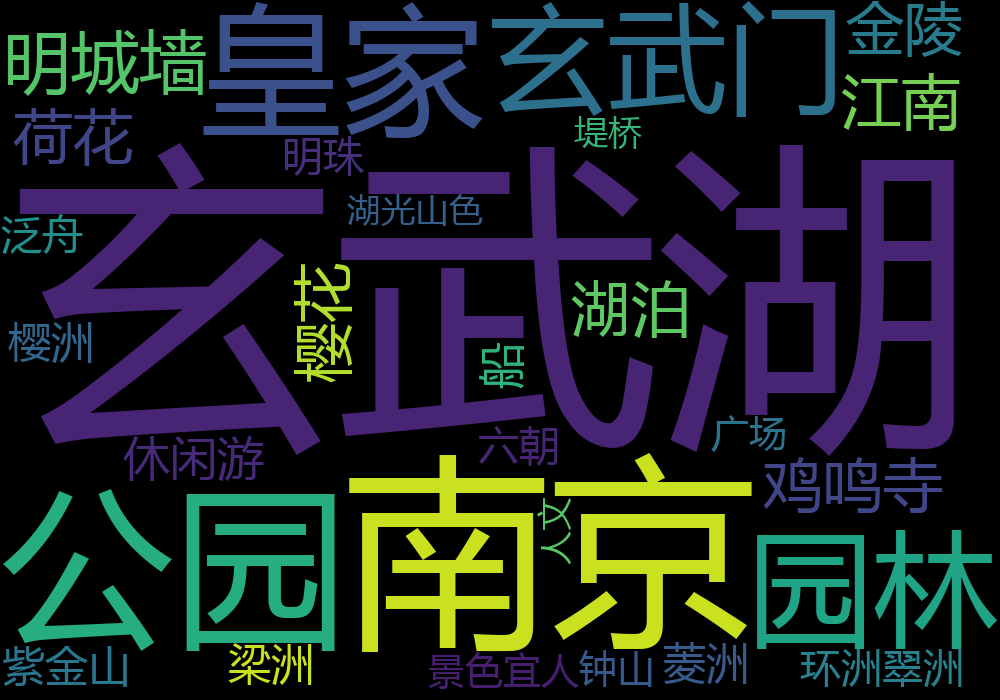 明城墙
皇家
玄武门
金陵
江南
荷花
明珠
堤桥
玄武湖
湖光山色
泛舟
樱花
湖泊
樱洲
船
休闲游
六朝
广场
鸡鸣寺
公园
南京
人文
园林
紫金山
梁洲
景色宜人
钟山
菱洲
环洲
翠洲